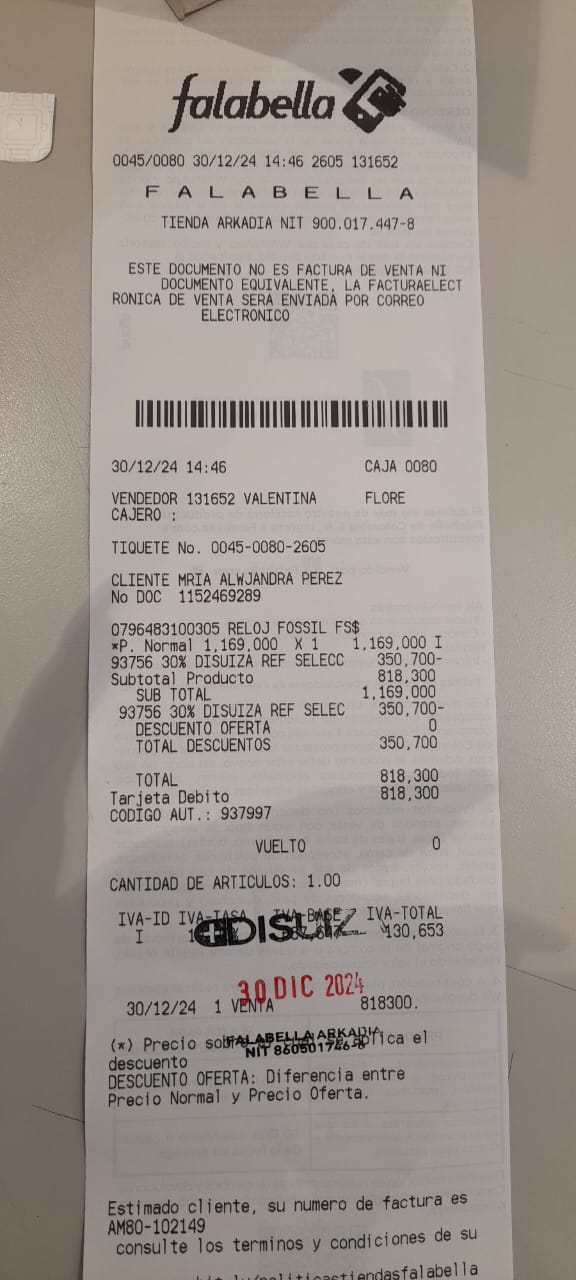 falabella
0045/0080 30/12/24 14:46 2605 131652
F A L A B E L L A
TIENDA ARKADIA NIT 900.017.447-8
ESTE DOCUMENTO NO ES FACTURA DE VENTA NI
DOCUMENTO EQUIVALENTE, LA FACTURAELECT
RONICA DE VENTA SERA ENVIADA POR CORREO
ELECTRONICO
30/12/24 14:46 CAJA 0080
VENDEDOR 131652 VALENTINA FLORE
CAJERO :
TIQUETE No. 0045-0080-2605
CLIENTE MRIA ALWJANDRA PEREZ
No DOC 1152469289
0796483100305 RELOJ FOSSIL FS$
*P. Normal 1,169,000 X 1 1,169,000 I
93756 30% DISUIZA REF SELECC 350,700-
Subtotal Producto 818,300
SUB TOTAL 1,169,000
93756 30% DISUIZA REF SELEC 350,700-
DESCUENTO OFERTA 0
TOTAL DESCUENTOS 350,700
TOTAL 818,300
Tarjeta Debito 818,300
CODIGO AUT.: 937997
VUELTO 0
CANTIDAD DE ARTICULOS: 1.00
IVA-ID IVA-TASA IVA-BASE IVA-TOTAL
I 130,653
30 DIC 2024
30/12/24 1 VENTA 818300.
FALABELLA ARKADIA
NIT 860501746-8
(*) Precio sobre el aplica el
descuento
DESCUENTO OFERTA: Diferencia entre
Precio Normal y Precio Oferta.
Estimado cliente, su numero de factura es
AM80-102149
consulte los terminos y condiciones de su